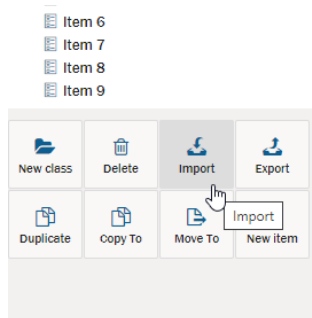 Item 6
Item 7
Item 8
Item 9
New class Delete Import Export
Import
Duplicate Copy To Move To New item